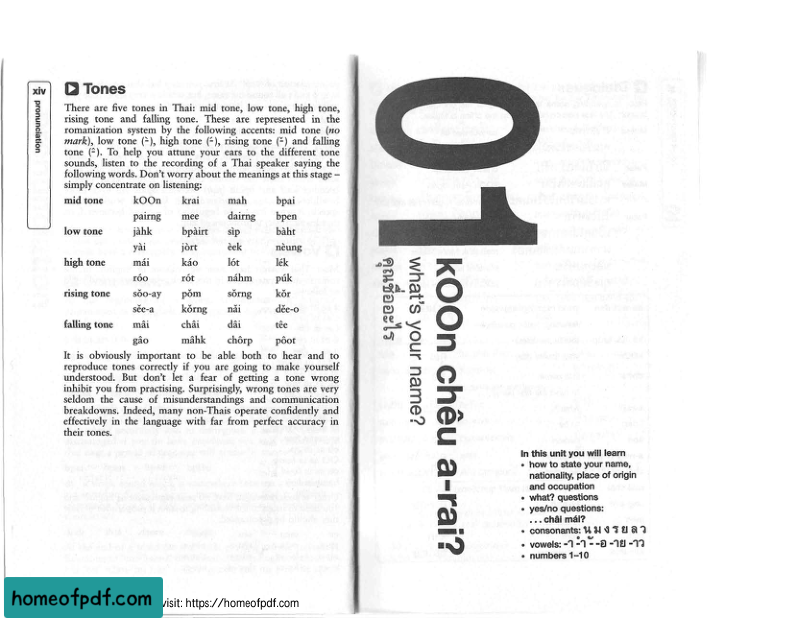 xiv
pronunciation
Tones
There are five tones in Thai: mid tone, low tone, high tone,
rising tone and falling tone. These are represented in the
romanization system by the following accents: mid tone (no
mark), low tone (`), high tone (´), rising tone (ˇ) and falling
tone (ˆ). To help you attune your ears to the different tone
sounds, listen to the recording of a Thai speaker saying the
following words. Don't worry about the meanings at this stage –
simply concentrate on listening:
mid tone kOOn krai mah bpai
pairng mee dairng bpen
low tone jàhk bpàirt sìp bàht
yài jòrt èek nèung
high tone mái káo lót lék
róo rót náhm púk
rising tone sǒo-ay pǒm sǒrng kǒr
sěe-a kǒrng nǎi děe-o
falling tone mâi châi dâi têe
gâo mâhk chôrp pôot
It is obviously important to be able both to hear and to
reproduce tones correctly if you are going to make yourself
understood. But don't let a fear of getting a tone wrong
inhibit you from practising. Surprisingly, wrong tones are very
seldom the cause of misunderstandings and communication
breakdowns. Indeed, many non-Thais operate confidently and
effectively in the language with far from perfect accuracy in
their tones.
01
kOOn chêu a-rai?
what's your name?
คุณชื่ออะไร
In this unit you will learn
• how to state your name,
nationality, place of origin
and occupation
• what? questions
• yes/no questions:
... châi mái?
• consonants: น ม ง ร ย ล ว
• vowels: -า -ำ -ั -อ -าย -าว
• numbers 1–10
homeofpdf.com
visit: https://homeofpdf.com